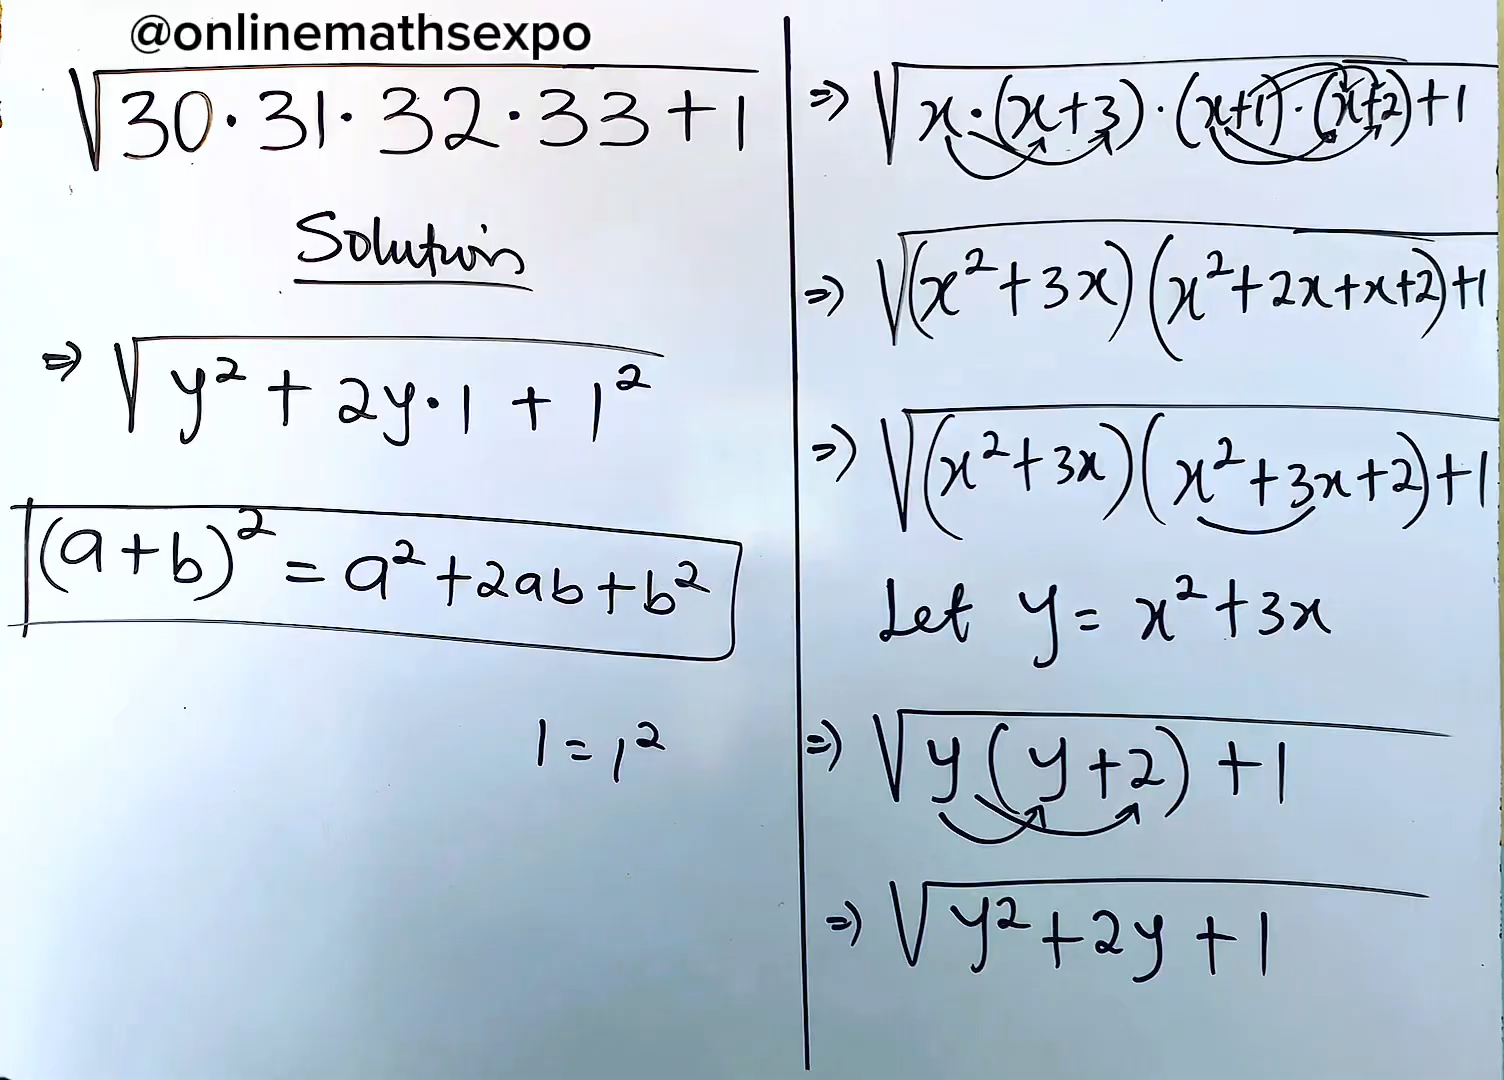 @onlinemathsexpo
√30·31·32·33+1
Solution
⇒ √y²+2y·1+1²
(a+b)²=a²+2ab+b²
1=1²
⇒ √x·(x+3)·(x+1)·(x+2)+1
⇒ √(x²+3x)(x²+2x+x+2)+1
⇒ √(x²+3x)(x²+3x+2)+1
Let y=x²+3x
⇒ √y(y+2)+1
⇒ √y²+2y+1